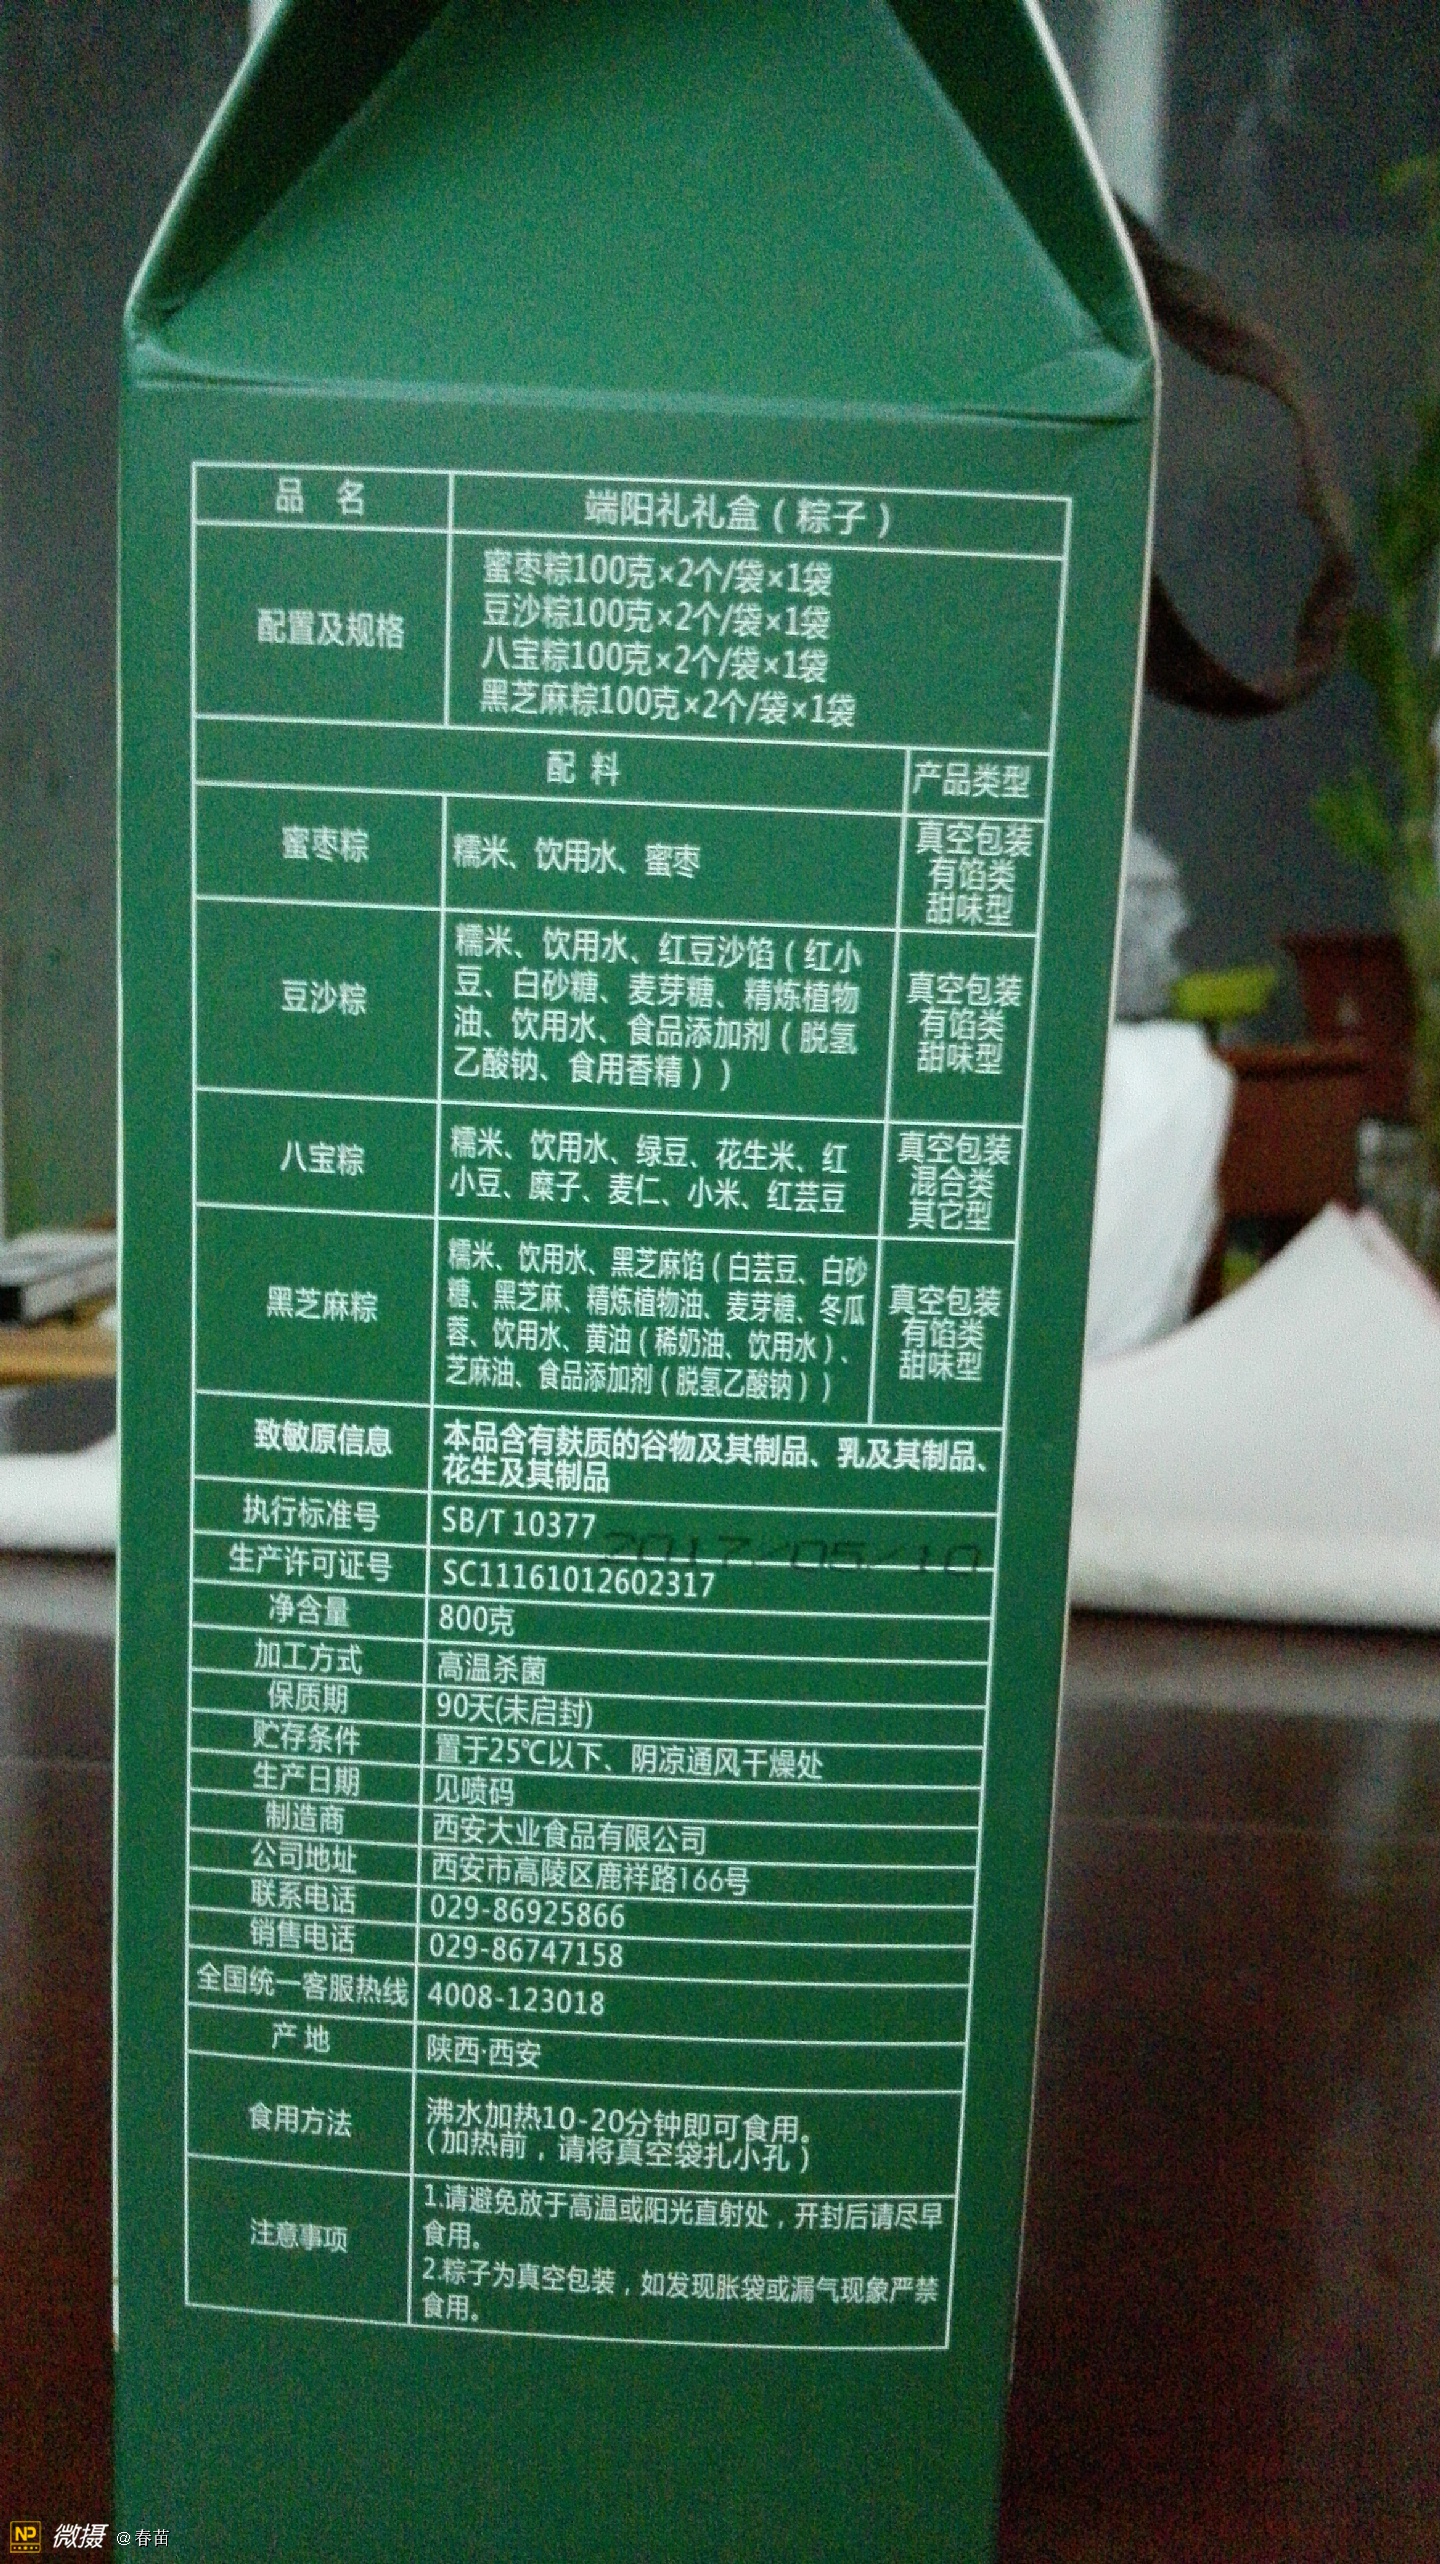 品 名 端阳礼礼盒（粽子）
配置及规格
蜜枣粽100克×2个/袋×1袋
豆沙粽100克×2个/袋×1袋
八宝粽100克×2个/袋×1袋
黑芝麻粽100克×2个/袋×1袋
配 料 产品类型
蜜枣粽
糯米、饮用水、蜜枣
真空包装
有馅类
甜味型
豆沙粽
糯米、饮用水、红豆沙馅（红小
豆、白砂糖、麦芽糖、精炼植物
油、饮用水、食品添加剂（脱氢
乙酸钠、食用香精））
真空包装
有馅类
甜味型
八宝粽
糯米、饮用水、绿豆、花生米、红
小豆、糜子、麦仁、小米、红芸豆
真空包装
混合类
其它型
黑芝麻粽
糯米、饮用水、黑芝麻馅（白芸豆、白砂
糖、黑芝麻、精炼植物油、麦芽糖、冬瓜
蓉、饮用水、黄油（稀奶油、饮用水）、
芝麻油、食品添加剂（脱氢乙酸钠））
真空包装
有馅类
甜味型
致敏原信息
本品含有麸质的谷物及其制品、乳及其制品、
花生及其制品
执行标准号 SB/T 10377
2017/05/10
生产许可证号 SC11161012602317
净含量 800克
加工方式 高温杀菌
保质期 90天(未启封)
贮存条件 置于25℃以下、阴凉通风干燥处
生产日期 见喷码
制造商 西安大业食品有限公司
公司地址 西安市高陵区鹿祥路166号
联系电话 029-86925866
销售电话 029-86747158
全国统一客服热线 4008-123018
产 地 陕西·西安
食用方法
沸水加热10-20分钟即可食用。
（加热前，请将真空袋扎小孔）
注意事项
1.请避免放于高温或阳光直射处，开封后请尽早
食用。
2.粽子为真空包装，如发现胀袋或漏气现象严禁
食用。
NP 微摄 @春苗